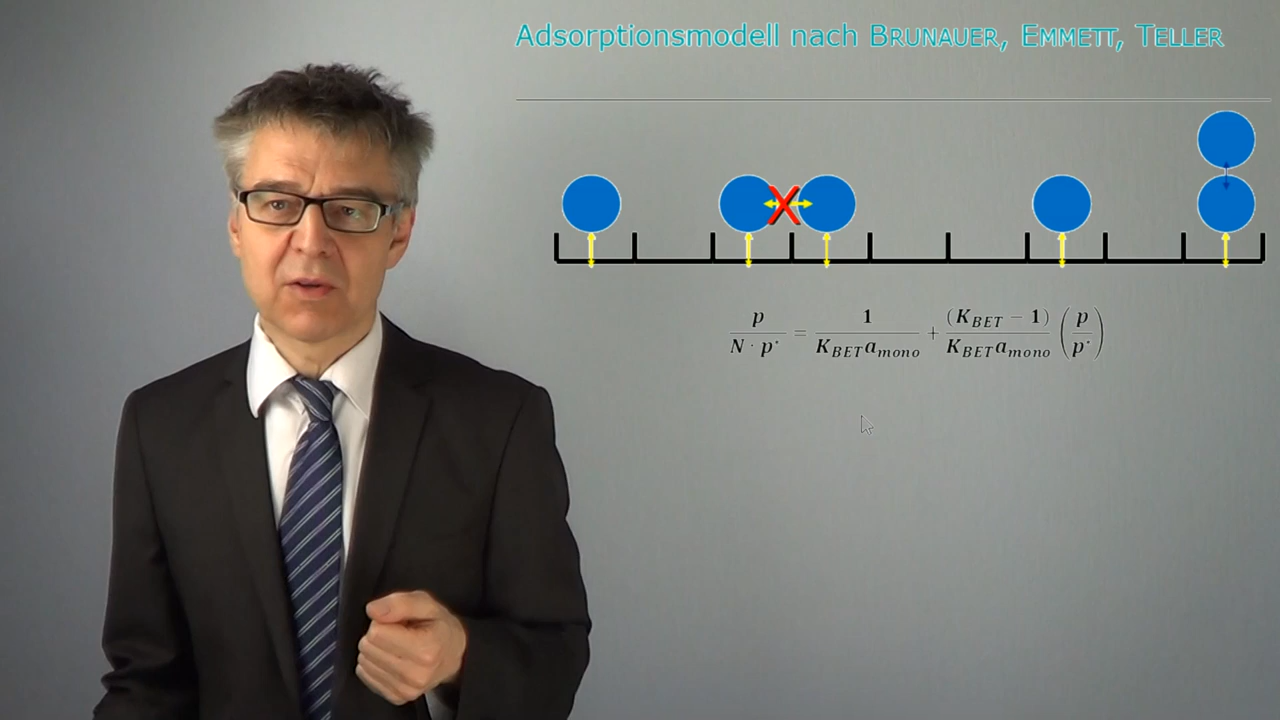 Adsorptionsmodell nach BRUNAUER, EMMETT, TELLER
p / (N · p*) = 1 / (K_BET a_mono) + (K_BET − 1) / (K_BET a_mono) (p / p*)